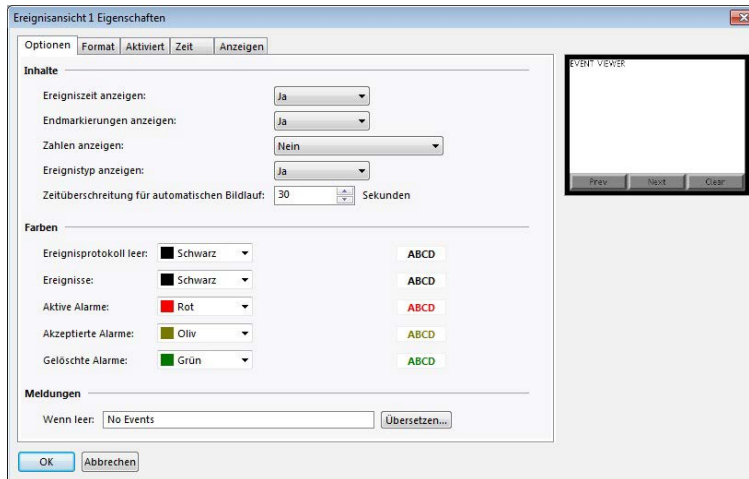 Ereignisansicht 1 Eigenschaften
Optionen Format Aktiviert Zeit Anzeigen
Inhalte
Ereigniszeit anzeigen: Ja
Endmarkierungen anzeigen: Ja
Zahlen anzeigen: Nein
Ereignistyp anzeigen: Ja
Zeitüberschreitung für automatischen Bildlauf: 30 Sekunden
Farben
Ereignisprotokoll leer: Schwarz ABCD
Ereignisse: Schwarz ABCD
Aktive Alarme: Rot ABCD
Akzeptierte Alarme: Oliv ABCD
Gelöschte Alarme: Grün ABCD
Meldungen
Wenn leer: No Events Übersetzen...
OK Abbrechen
EVENT VIEWER
Prev Next Clear